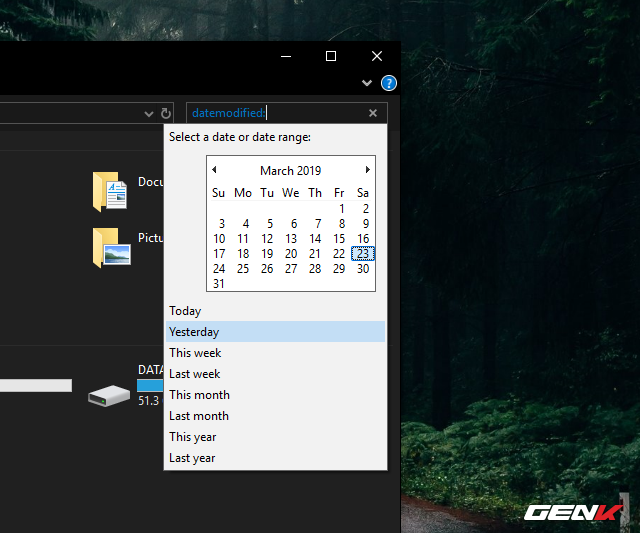 ?
datemodified:
Select a date or date range:
March 2019
Su Mo Tu We Th Fr Sa
1 2
3 4 5 6 7 8 9
10 11 12 13 14 15 16
17 18 19 20 21 22 23
24 25 26 27 28 29 30
31
Docu
Pictu
Today
Yesterday
This week
Last week
This month
Last month
This year
Last year
DATA
51.3
GENK